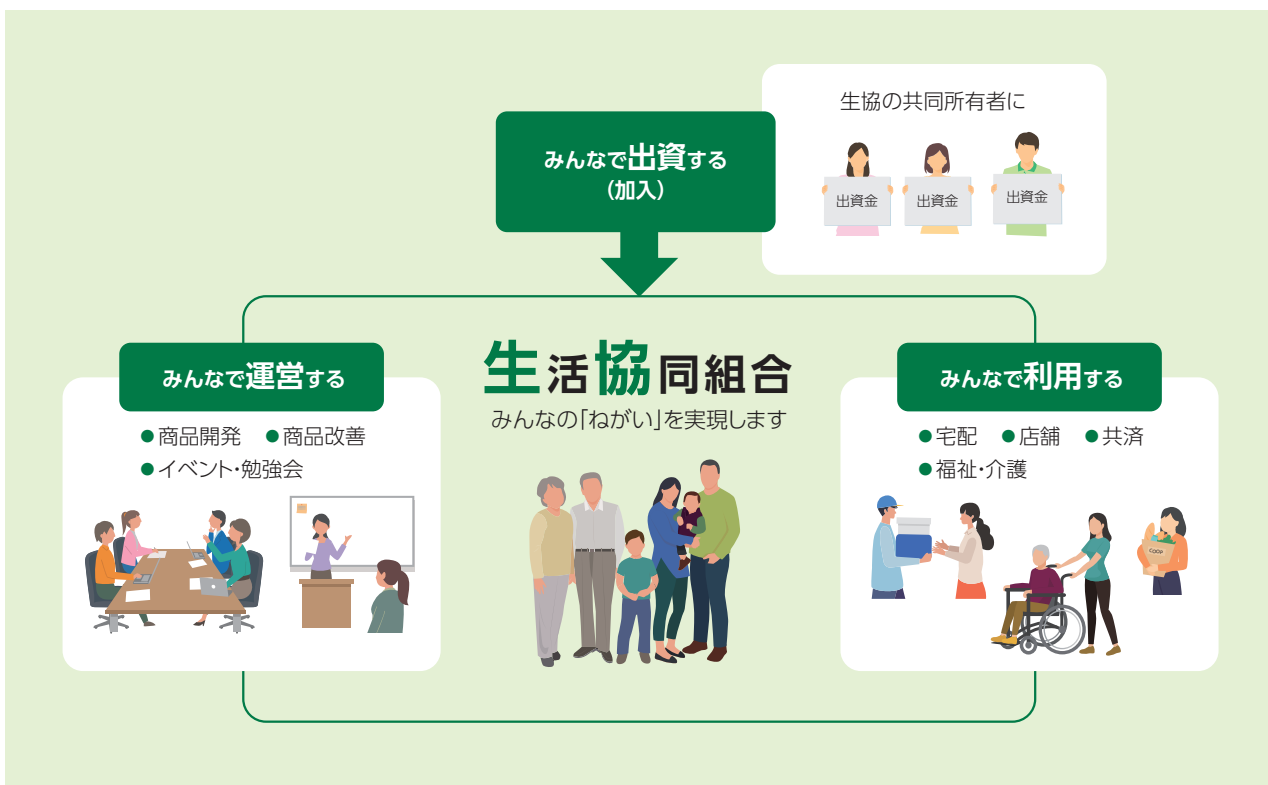 生協の共同所有者に
みんなで出資する
(加入)
出資金
出資金
出資金
生活協同組合
みんなの「ねがい」を実現します
みんなで運営する
●商品開発 ●商品改善
●イベント・勉強会
みんなで利用する
●宅配 ●店舗 ●共済
●福祉・介護
coop